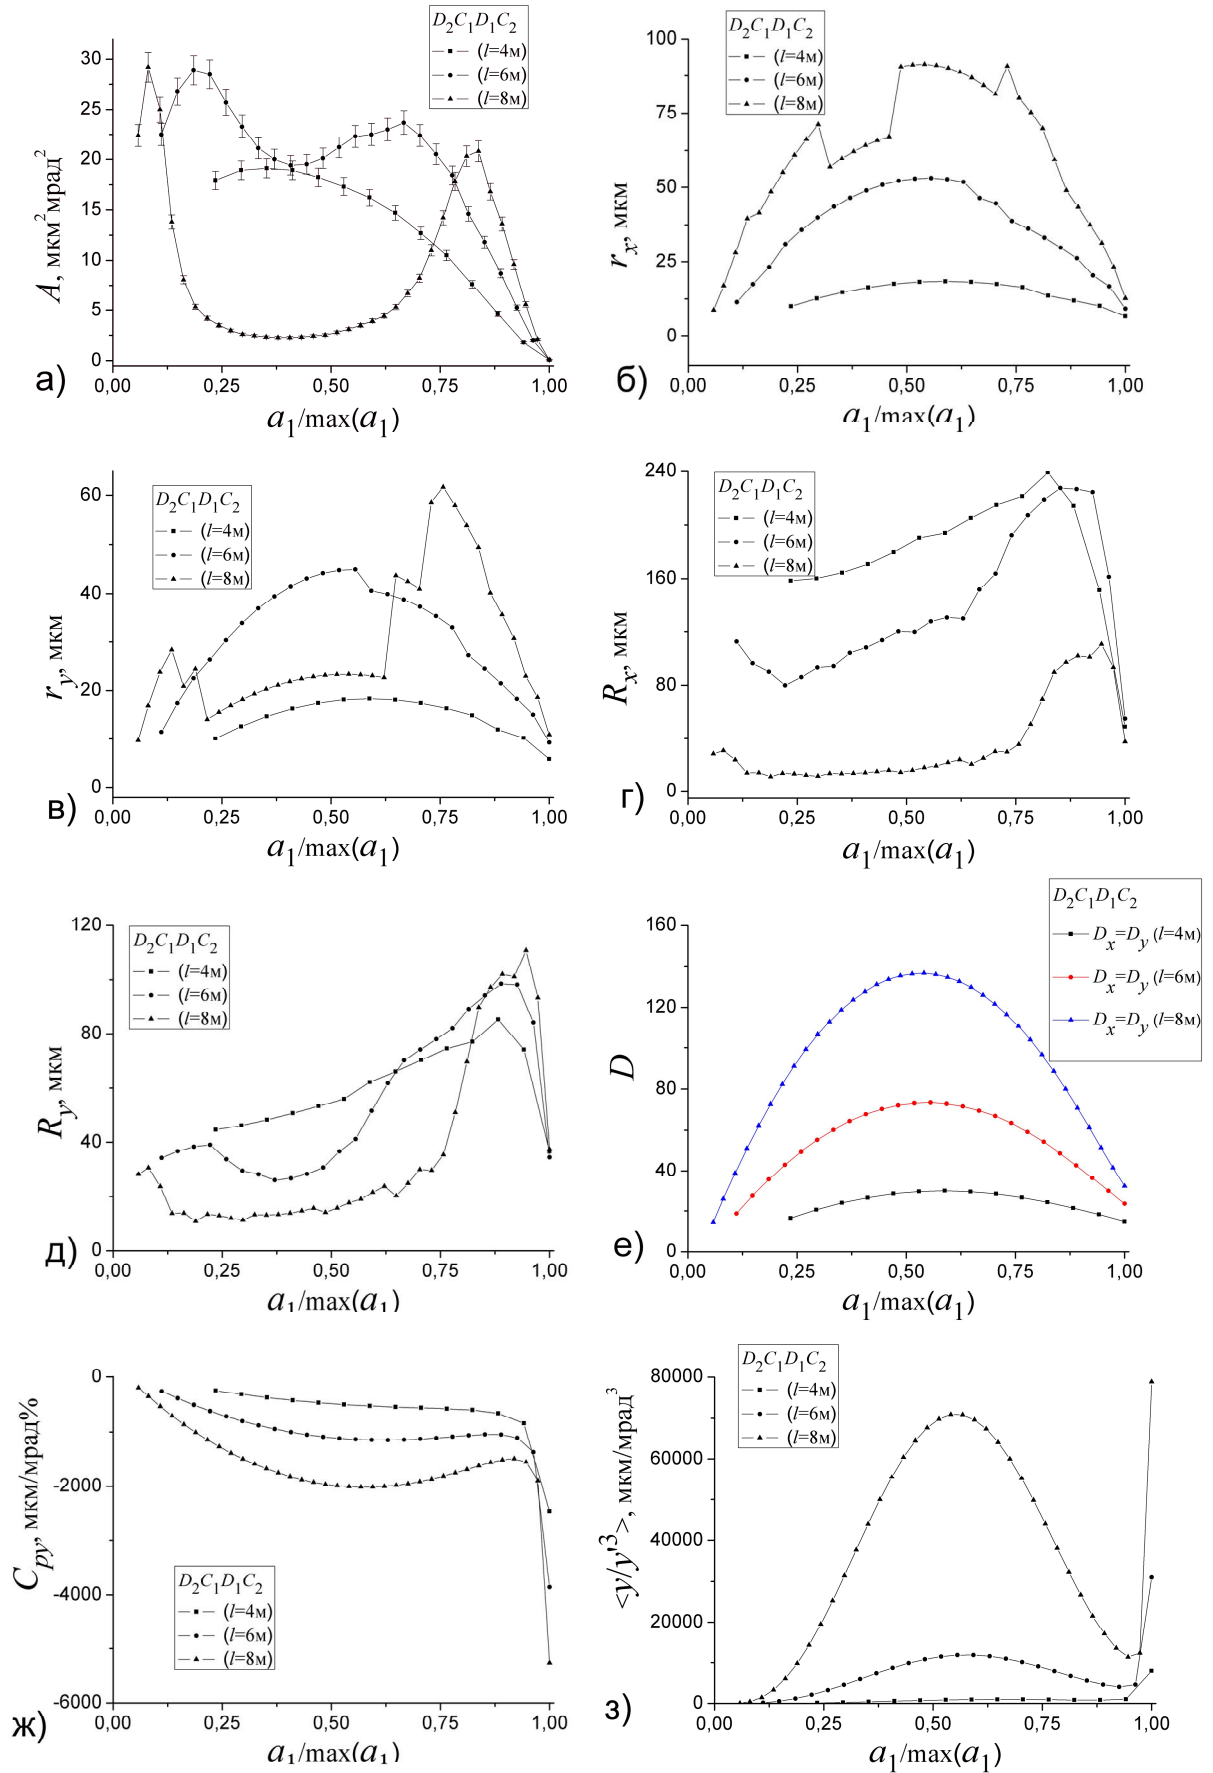 D2C1D1C2
(l=4м)
(l=6м)
(l=8м)
A, мкм²мрад²
30
25
20
15
10
5
0
0,00 0,25 0,50 0,75 1,00
а)
a1/max(a1)
D2C1D1C2
(l=4м)
(l=6м)
(l=8м)
rx, мкм
100
75
50
25
0
0,00 0,25 0,50 0,75 1,00
б)
a1/max(a1)
D2C1D1C2
(l=4м)
(l=6м)
(l=8м)
ry, мкм
60
40
20
0
0,00 0,25 0,50 0,75 1,00
в)
a1/max(a1)
D2C1D1C2
(l=4м)
(l=6м)
(l=8м)
Rx, мкм
240
160
80
0
0,00 0,25 0,50 0,75 1,00
г)
a1/max(a1)
D2C1D1C2
(l=4м)
(l=6м)
(l=8м)
Ry, мкм
120
80
40
0
0,00 0,25 0,50 0,75 1,00
д)
a1/max(a1)
D2C1D1C2
Dx=Dy (l=4м)
Dx=Dy (l=6м)
Dx=Dy (l=8м)
D
160
120
80
40
0
0,00 0,25 0,50 0,75 1,00
е)
a1/max(a1)
D2C1D1C2
(l=4м)
(l=6м)
(l=8м)
Cpy, мкм/мрад%
0
-2000
-4000
-6000
0,00 0,25 0,50 0,75 1,00
ж)
a1/max(a1)
D2C1D1C2
(l=4м)
(l=6м)
(l=8м)
<y/y'³>, мкм/мрад³
80000
60000
40000
20000
0
0,00 0,25 0,50 0,75 1,00
з)
a1/max(a1)